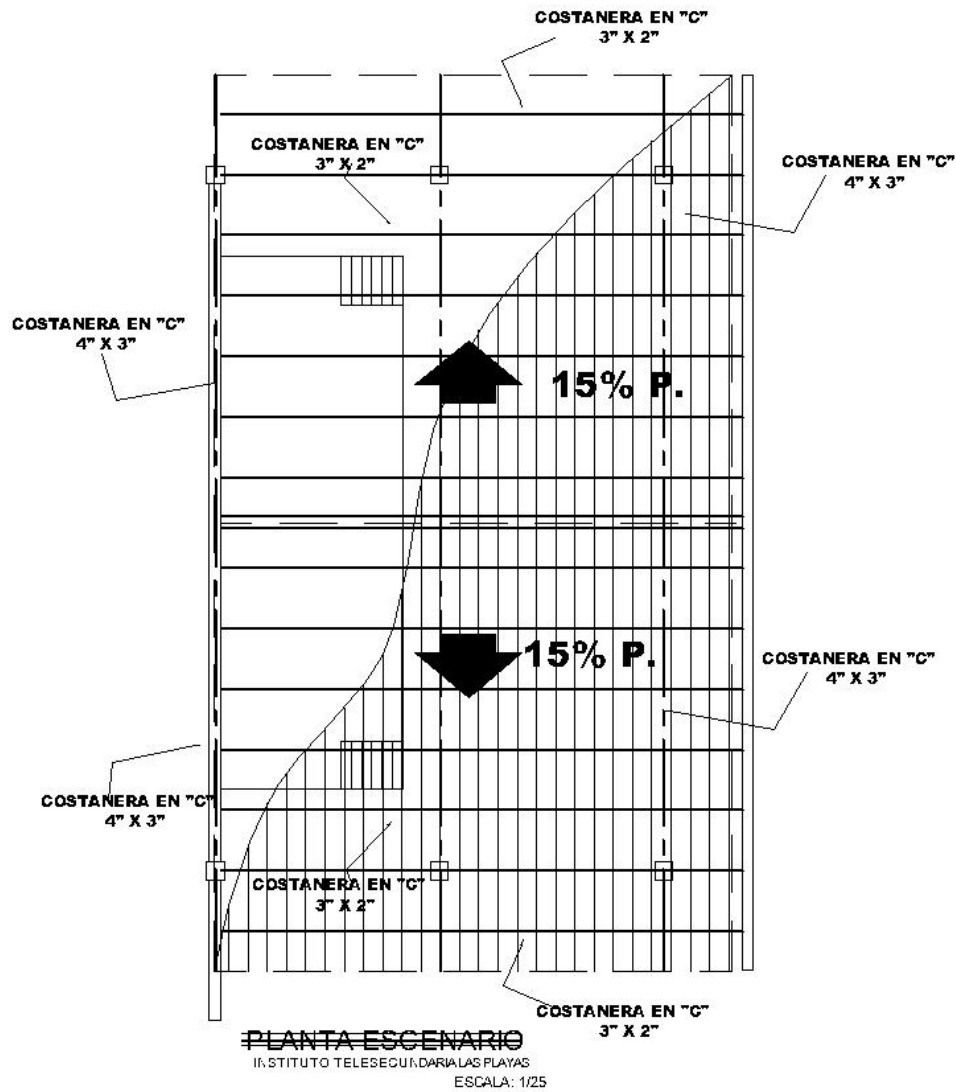 COSTANERA EN "C"
3" X 2"
COSTANERA EN "C"
3" X 2"
COSTANERA EN "C"
4" X 3"
COSTANERA EN "C"
4" X 3"
15% P.
15% P.
COSTANERA EN "C"
4" X 3"
COSTANERA EN "C"
4" X 3"
COSTANERA EN "C"
3" X 2"
COSTANERA EN "C"
3" X 2"
PLANTA ESCENARIO
INSTITUTO TELESECUNDARIA LAS PLAYAS
ESCALA: 1/25